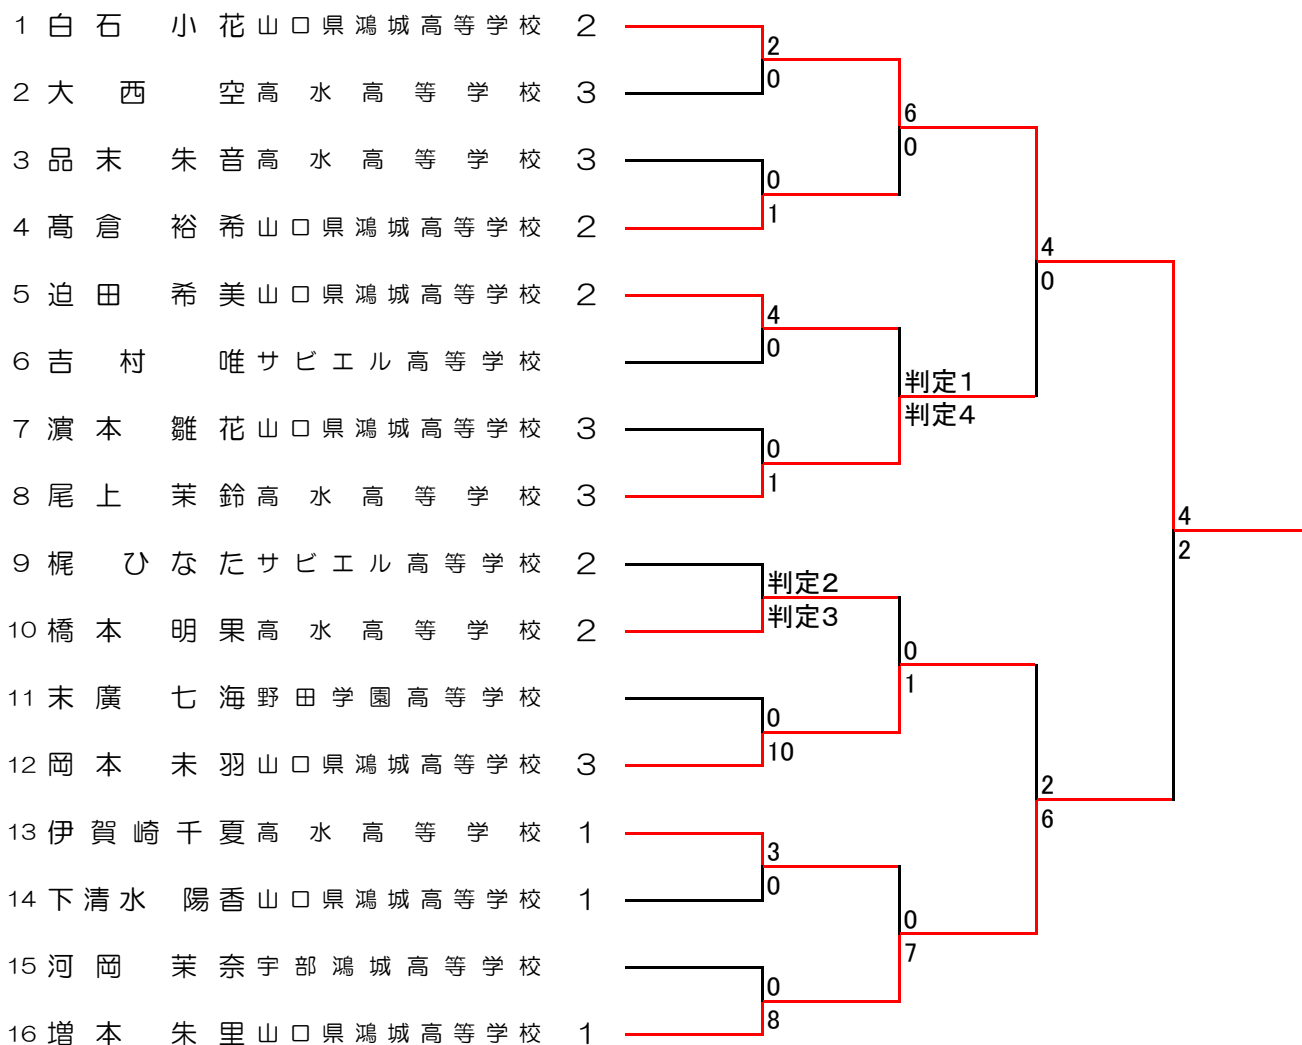 1 白石 小花 山口県鴻城高等学校 2
2
0
2 大西 空 高水高等学校 3
6
0
3 品末 朱音 高水高等学校 3
0
1
4 髙倉 裕希 山口県鴻城高等学校 2
4
0
5 迫田 希美 山口県鴻城高等学校 2
4
0
6 吉村 唯 サビエル高等学校
判定1
判定4
7 濵本 雛花 山口県鴻城高等学校 3
0
1
8 尾上 茉鈴 高水高等学校 3
4
2
9 梶 ひなた サビエル高等学校 2
判定2
判定3
10 橋本 明果 高水高等学校 2
0
1
11 末廣 七海 野田学園高等学校
0
10
12 岡本 未羽 山口県鴻城高等学校 3
2
6
13 伊賀崎千夏 高水高等学校 1
3
0
14 下清水 陽香 山口県鴻城高等学校 1
0
7
15 河岡 茉奈 宇部鴻城高等学校
0
8
16 増本 朱里 山口県鴻城高等学校 1